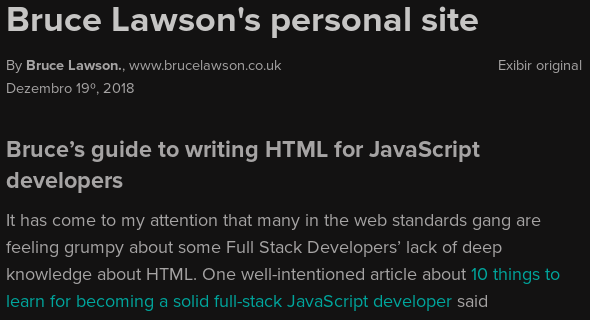 Bruce Lawson's personal site
By Bruce Lawson., www.brucelawson.co.uk Exibir original
Dezembro 19º, 2018
Bruce’s guide to writing HTML for JavaScript
developers
It has come to my attention that many in the web standards gang are
feeling grumpy about some Full Stack Developers’ lack of deep
knowledge about HTML. One well-intentioned article about 10 things to
learn for becoming a solid full-stack JavaScript developer said